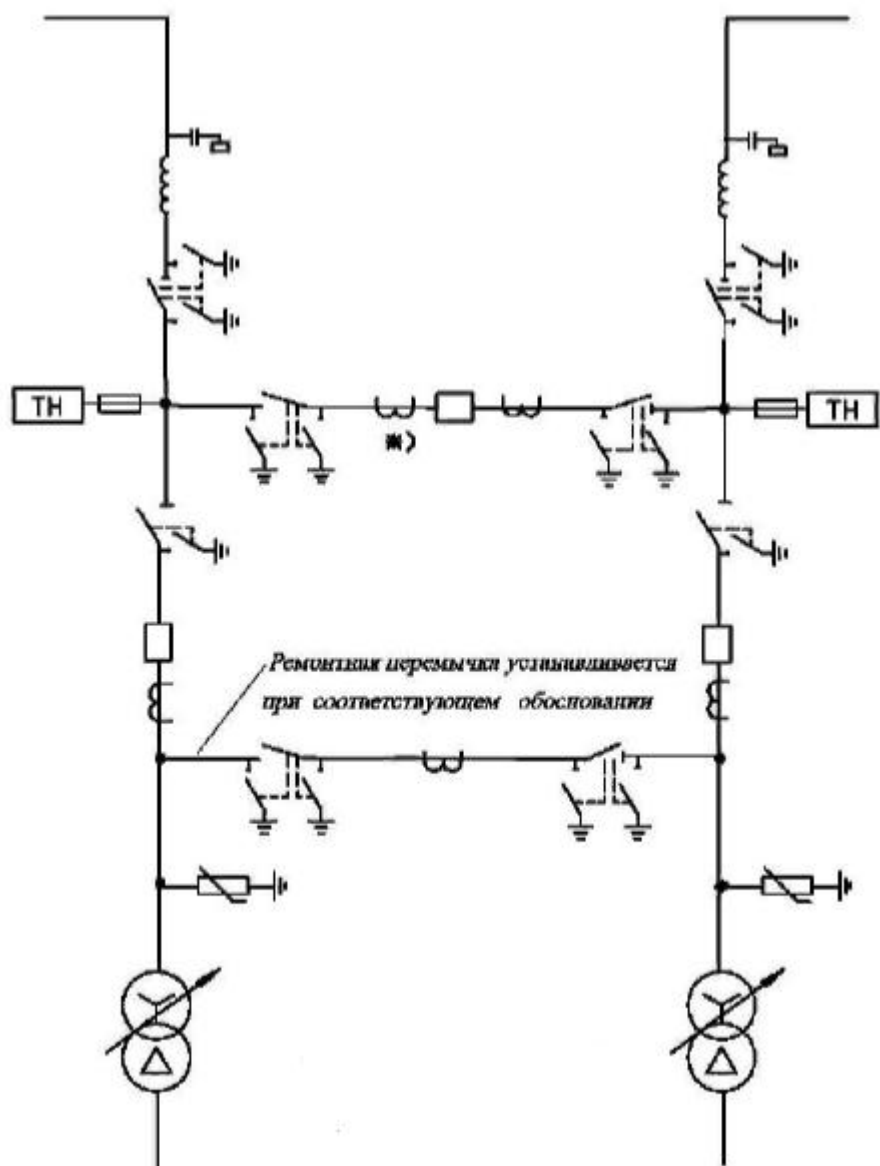 ТН
ТН
Ремонтная перемычка устанавливается
при соответствующем обосновании